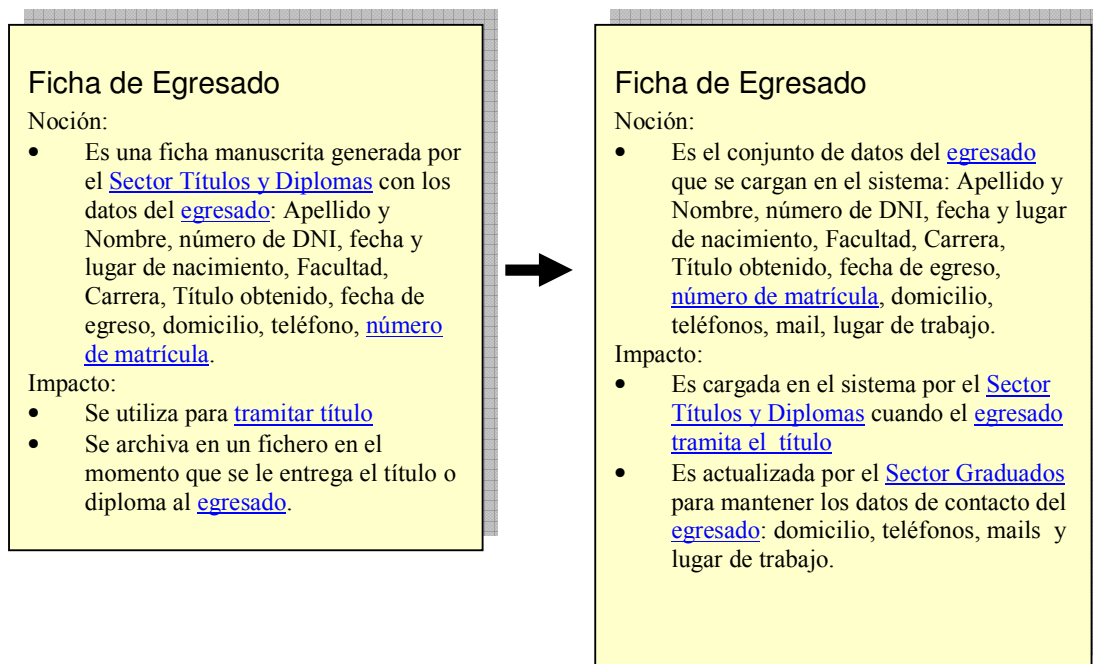 Ficha de Egresado
Noción:
• Es una ficha manuscrita generada por
el Sector Títulos y Diplomas con los
datos del egresado: Apellido y
Nombre, número de DNI, fecha y
lugar de nacimiento, Facultad,
Carrera, Título obtenido, fecha de
egreso, domicilio, teléfono, número
de matrícula.
Impacto:
• Se utiliza para tramitar título
• Se archiva en un fichero en el
momento que se le entrega el título o
diploma al egresado.
Ficha de Egresado
Noción:
• Es el conjunto de datos del egresado
que se cargan en el sistema: Apellido y
Nombre, número de DNI, fecha y lugar
de nacimiento, Facultad, Carrera,
Título obtenido, fecha de egreso,
número de matrícula, domicilio,
teléfonos, mail, lugar de trabajo.
Impacto:
• Es cargada en el sistema por el Sector
Títulos y Diplomas cuando el egresado
tramita el título
• Es actualizada por el Sector Graduados
para mantener los datos de contacto del
egresado: domicilio, teléfonos, mails y
lugar de trabajo.